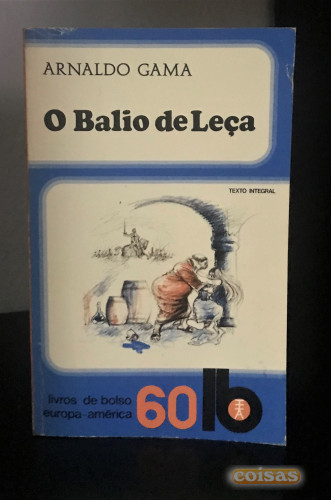 ARNALDO GAMA
O Balio de Leça
TEXTO INTEGRAL
livros de bolso
europa-américa
60
lb
coisas